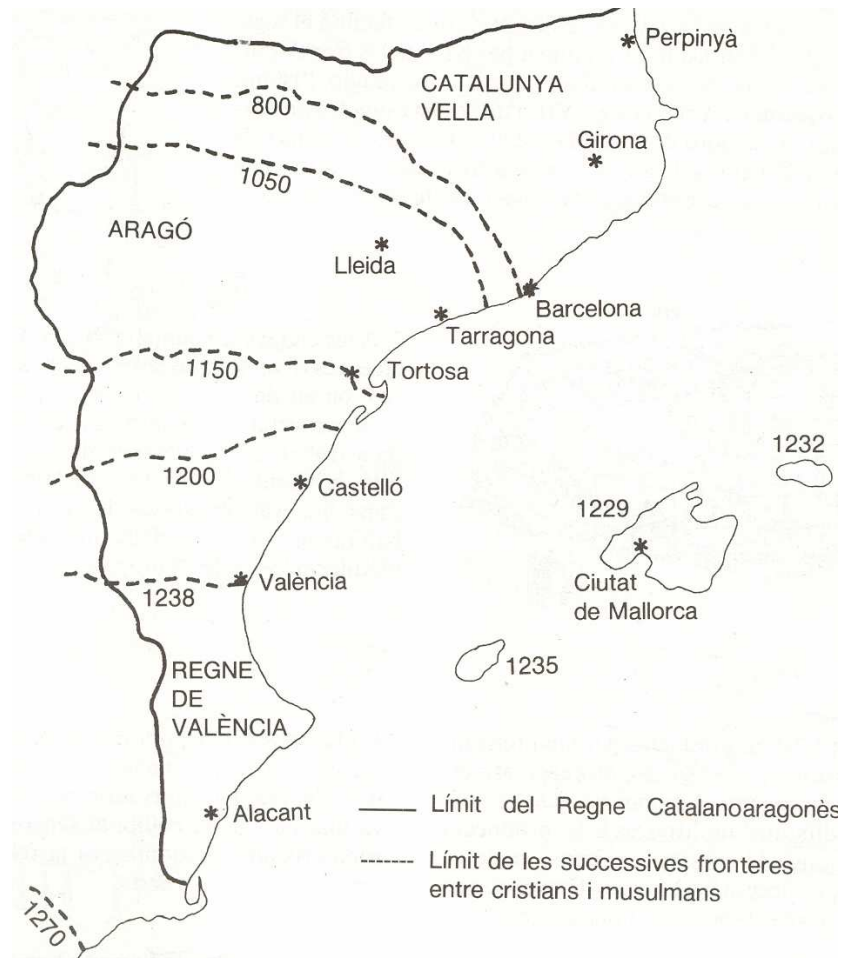 Perpinyà
CATALUNYA
VELLA
800
Girona
1050
ARAGÓ
Lleida
Barcelona
Tarragona
1150
Tortosa
1232
1200
Castelló
1229
València
1238
Ciutat
de Mallorca
1235
REGNE
DE
VALÈNCIA
Alacant
Límit del Regne Catalanoaragonès
Límit de les successives fronteres
entre cristians i musulmans
1270